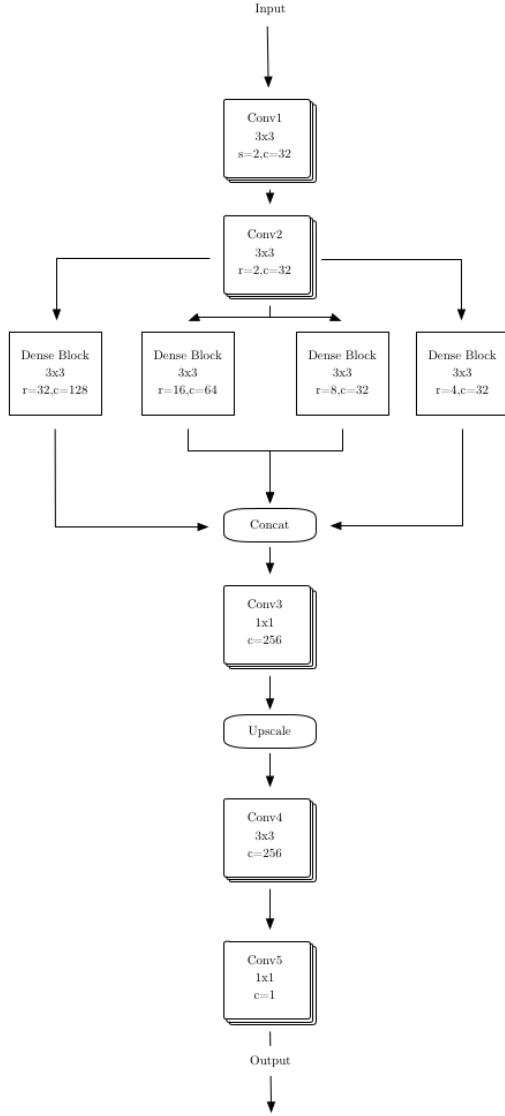 Input
Conv1
3x3
s=2,c=32
Conv2
3x3
r=2,c=32
Dense Block
3x3
r=32,c=128
Dense Block
3x3
r=16,c=64
Dense Block
3x3
r=8,c=32
Dense Block
3x3
r=4,c=32
Concat
Conv3
1x1
c=256
Upscale
Conv4
3x3
c=256
Conv5
1x1
c=1
Output